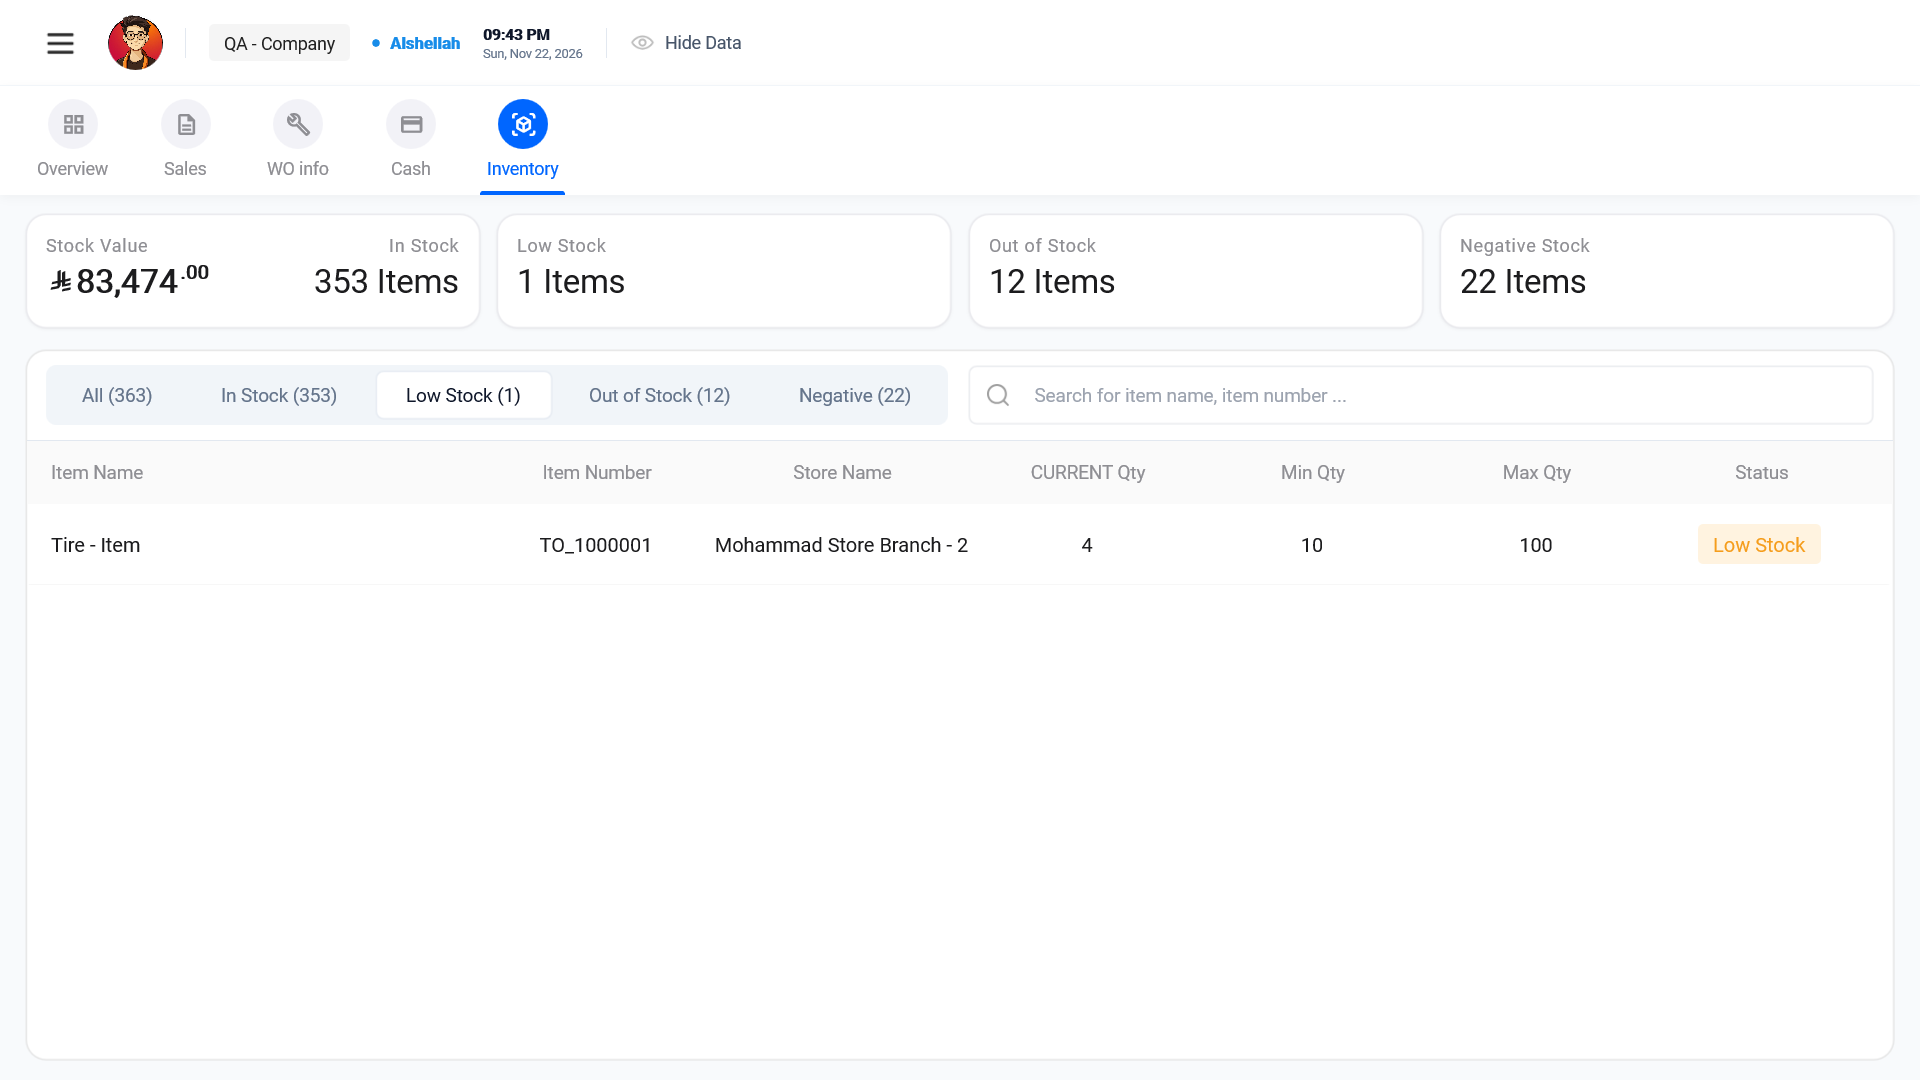 QA - Company
Alshellah
09:43 PM
Sun, Nov 22, 2026
Hide Data
Overview
Sales
WO info
Cash
Inventory
Stock Value
In Stock
83,474.00
353 Items
Low Stock
1 Items
Out of Stock
12 Items
Negative Stock
22 Items
All (363)
In Stock (353)
Low Stock (1)
Out of Stock (12)
Negative (22)
Search for item name, item number ...
Item Name
Item Number
Store Name
CURRENT Qty
Min Qty
Max Qty
Status
Tire - Item
TO_1000001
Mohammad Store Branch - 2
4
10
100
Low Stock